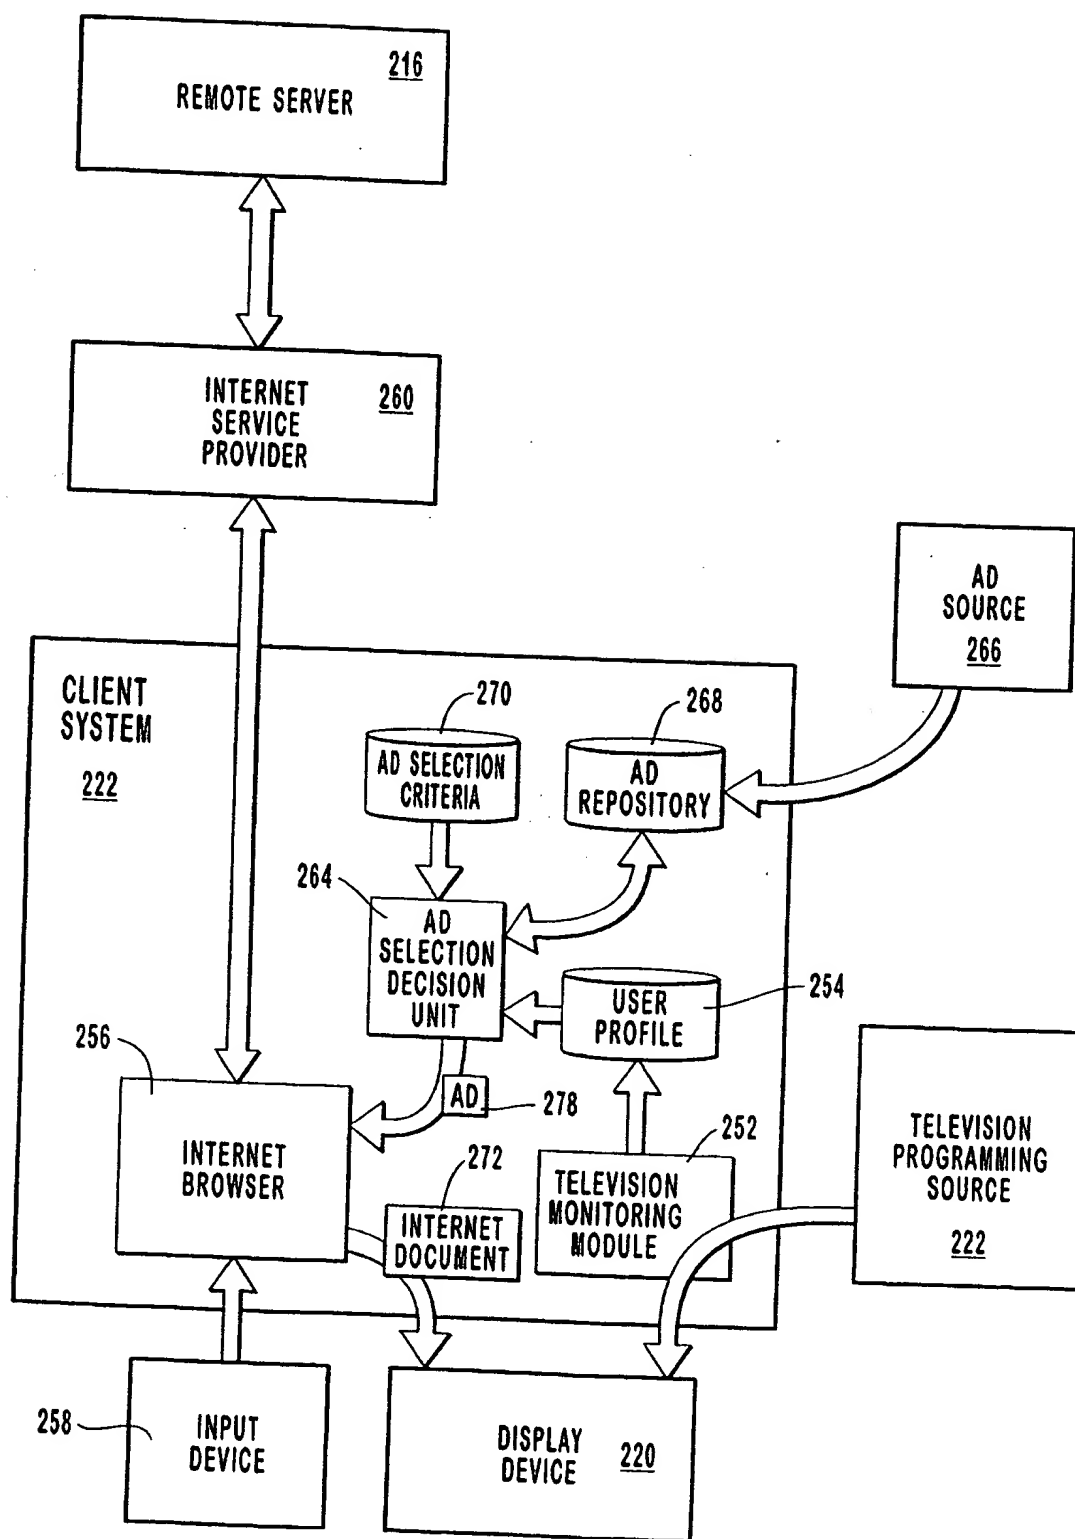 216
REMOTE SERVER
INTERNET
SERVICE
PROVIDER
260
AD
SOURCE
266
CLIENT
SYSTEM
222
270
AD SELECTION
CRITERIA
268
AD
REPOSITORY
264
AD
SELECTION
DECISION
UNIT
USER
PROFILE
254
256
AD
278
INTERNET
BROWSER
272
INTERNET
DOCUMENT
252
TELEVISION
MONITORING
MODULE
TELEVISION
PROGRAMMING
SOURCE
222
258
INPUT
DEVICE
DISPLAY
DEVICE
220